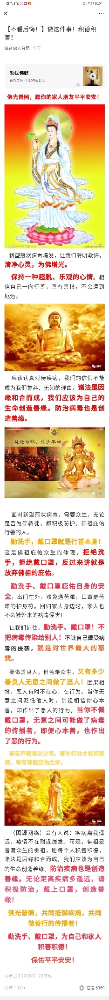 20:04
【不看后悔！】做这件事！积德积
善！
佛音佛光普照 昨天
劝世佛歌
佛光普照，愿你的家人朋友平平安安！
新型冠状病毒爆发，让我们聆听教诲，
清净心灵，为佛增光。
保持一种超脱、乐观的心情。相
信自己一向行善，善有善报，不会遭到
厄运。
应该认真对待疾病，我们的信仰不能
成为我们鲁莽、无知的理由，诸法是因
缘和合而成，我们应该为自己的
生命创造善缘。防治病毒也是创
造善缘。
慈悲为怀，乐于奉献
面对新型冠状病毒，需要众生，无论
是否为佛教徒，都积极防护。佛祖庇佑
行善的人。
勤洗手，戴口罩就是行善本身！
这是佛祖庇佑众生的体现，拒绝洗
手，拒绝戴口罩，反过来讲就是
放弃佛祖的庇佑。
勤洗手、戴口罩庇佑自身的安
全，出门在外，难免遇苦难，口罩是苦
难的护身符。回归家人身边时，家人也
不会被外来的病毒侵害！
让我们记住，勤洗手、戴口罩！不
把病毒传染给别人！不让自己遭受病
毒的侵袭，就是对世界最大的慈
悲。
要做善良人，但苦难众生，又有多少
善良人无意之间做了恶人！因果相
报，恶人有时不在心，在行为。当你无
意之间贬低他人时，佛祖相信你心本
善，却作出了恶人的行为。当你不佩
戴口罩，无意之间可能做了病毒
的传播者，即便心本善，也作出
了恶的行为。
善恶界限难以分明，善的行动才能积累
德，唯有德能庇佑全家。
（图源网络）会有人说：疾病离我遥
远，疫情不在附近爆发。可是，佛祖是
普渡众生的佛祖，愿每个人积善积德，
诸法是因缘和合而成，我们应该为自己
的生命创造善缘。防治疾病也是创造
善缘。无论距离疾病多遥远，请
积极防治，戴上口罩，创造善
缘！
佛光普照，共同抵御疾病，共同
做善行的传播者！
勤洗手、戴口罩，为自己和家人
积善积德！
保佑平平安安！
文章已于2020-01-22修改
阅读 10万+
在看 6369